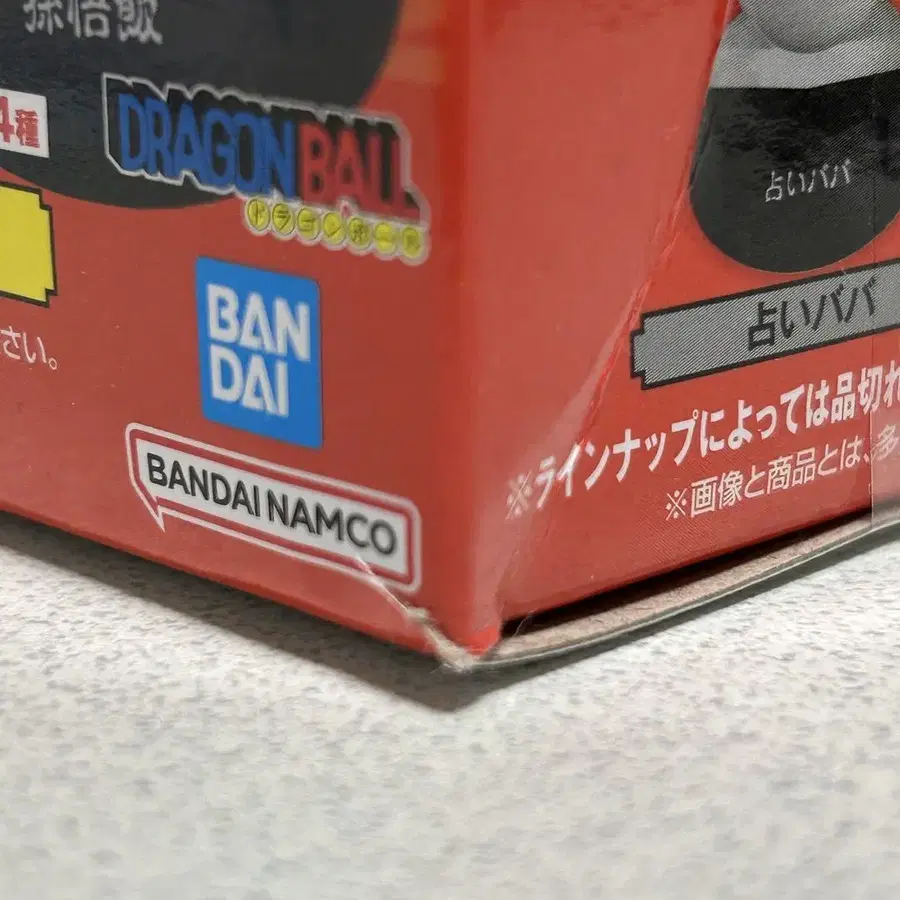 孫悟飯
4種
DRAGON BALL
ドラゴンボール
さい。
BAN
DAI
BANDAI NAMCO
占いババ
占いババ
※ラインナップによっては品切れ
※画像と商品とは、多